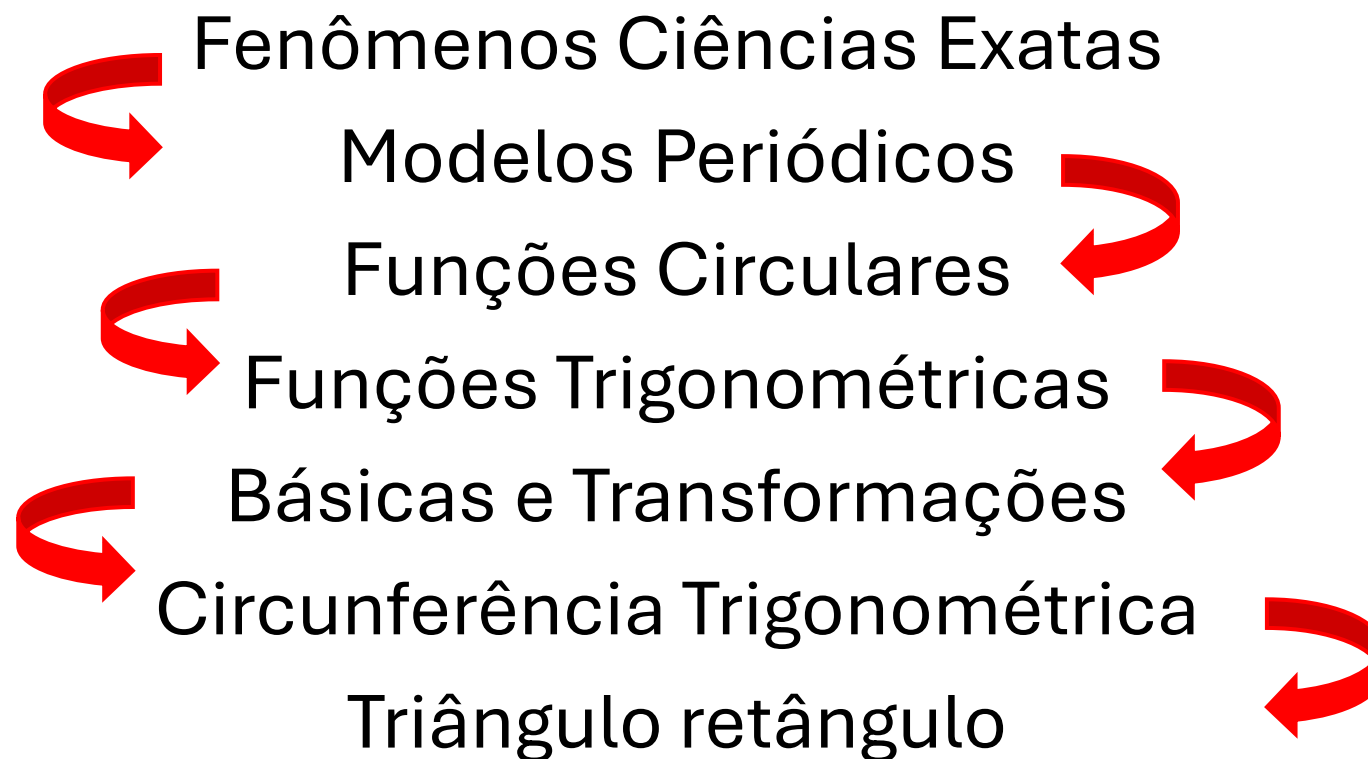 Fenômenos Ciências Exatas
Modelos Periódicos
Funções Circulares
Funções Trigonométricas
Básicas e Transformações
Circunferência Trigonométrica
Triângulo retângulo